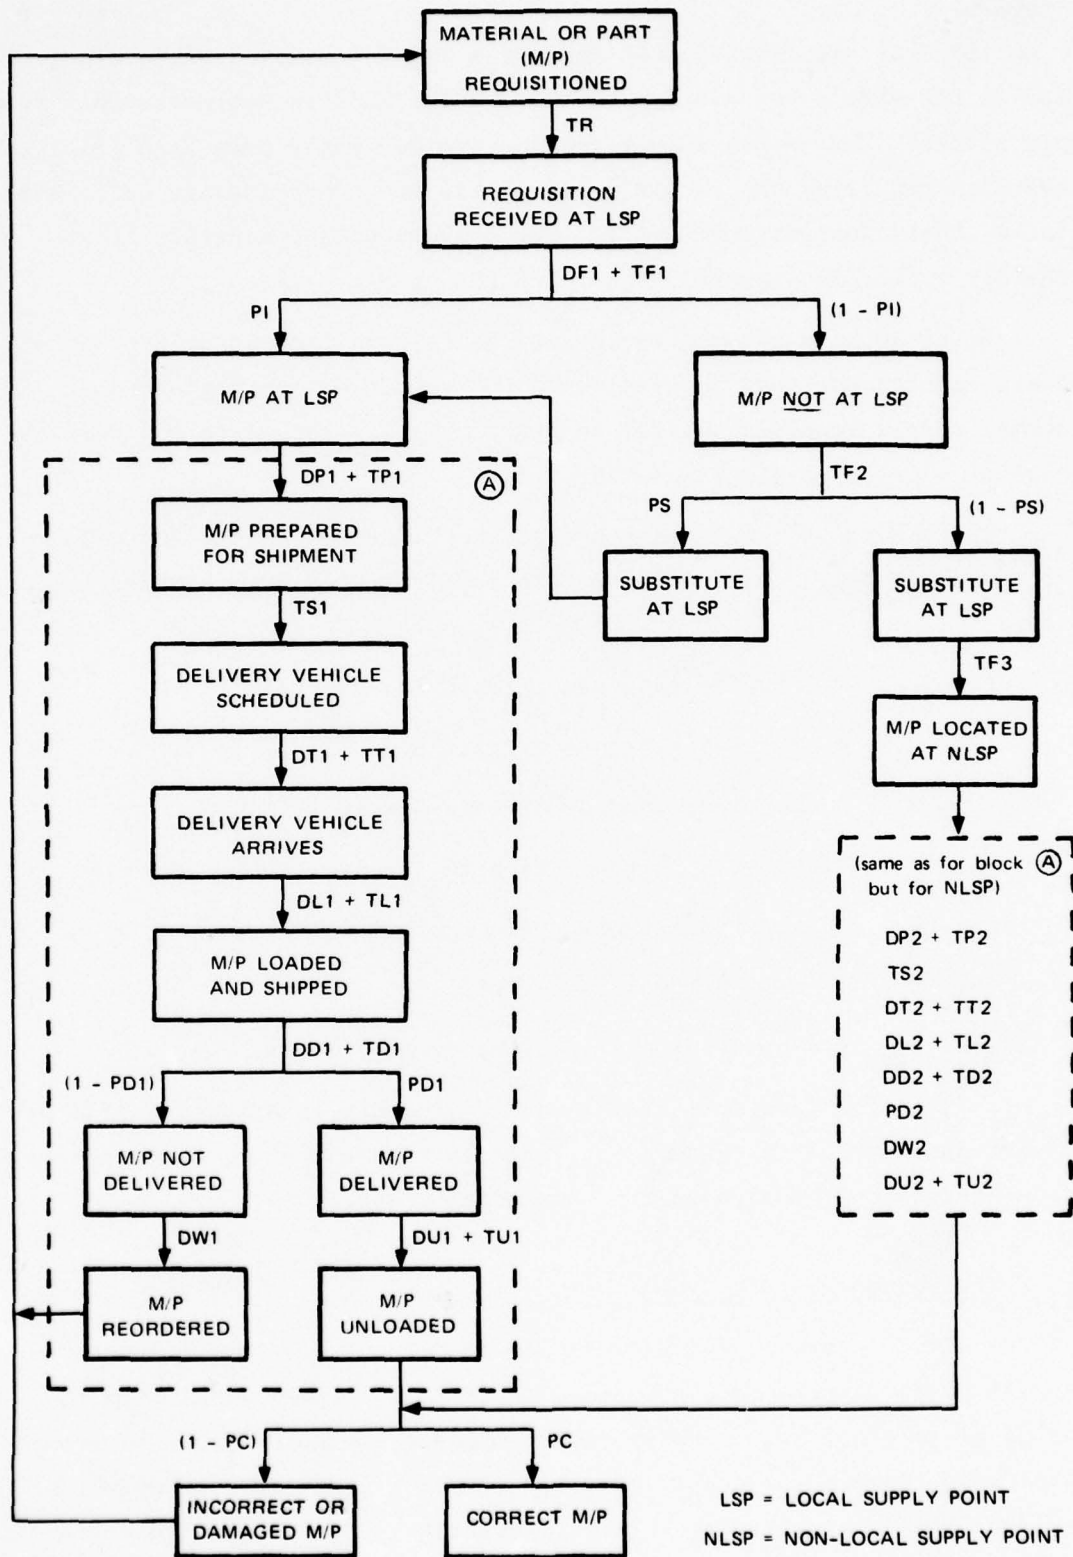 MATERIAL OR PART
(M/P)
REQUISITIONED
TR
REQUISITION
RECEIVED AT LSP
DF1 + TF1
PI
(1 - PI)
M/P AT LSP
M/P NOT AT LSP
DP1 + TP1
A
TF2
PS
(1 - PS)
M/P PREPARED
FOR SHIPMENT
SUBSTITUTE
AT LSP
SUBSTITUTE
AT LSP
TS1
TF3
DELIVERY VEHICLE
SCHEDULED
M/P LOCATED
AT NLSP
DT1 + TT1
DELIVERY VEHICLE
ARRIVES
(same as for block A
but for NLSP)
DP2 + TP2
TS2
DT2 + TT2
DL2 + TL2
DD2 + TD2
PD2
DW2
DU2 + TU2
DL1 + TL1
M/P LOADED
AND SHIPPED
DD1 + TD1
(1 - PD1)
PD1
M/P NOT
DELIVERED
M/P
DELIVERED
DW1
DU1 + TU1
M/P
REORDERED
M/P
UNLOADED
(1 - PC)
PC
INCORRECT OR
DAMAGED M/P
CORRECT M/P
LSP = LOCAL SUPPLY POINT
NLSP = NON-LOCAL SUPPLY POINT